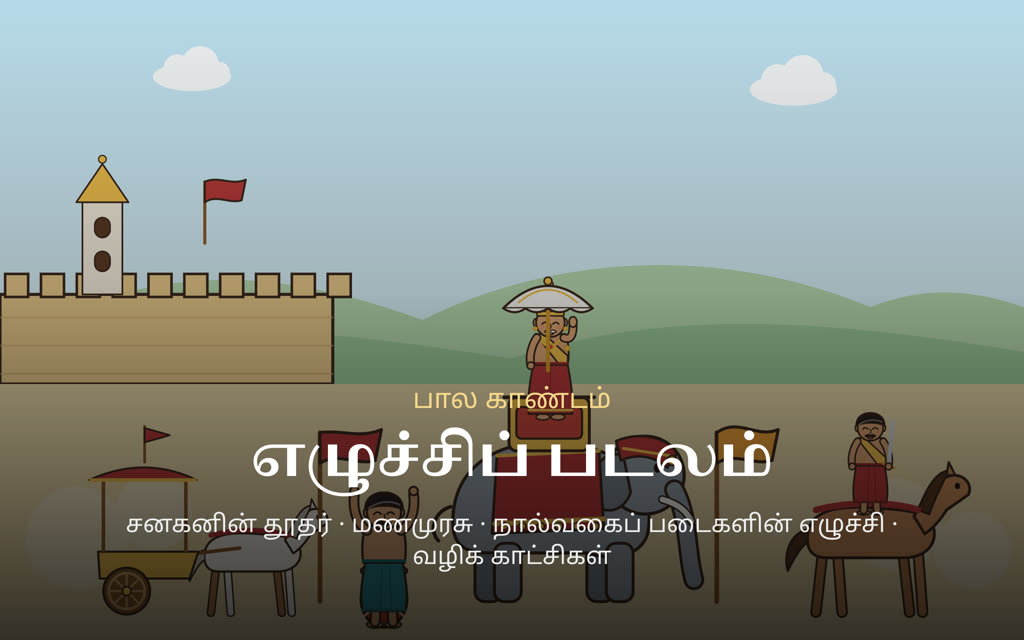 பால காண்டம்
எழுச்சிப் படலம்
சனகனின் தூதர் · மணமுரசு · நால்வகைப் படைகளின் எழுச்சி ·
வழிக் காட்சிகள்